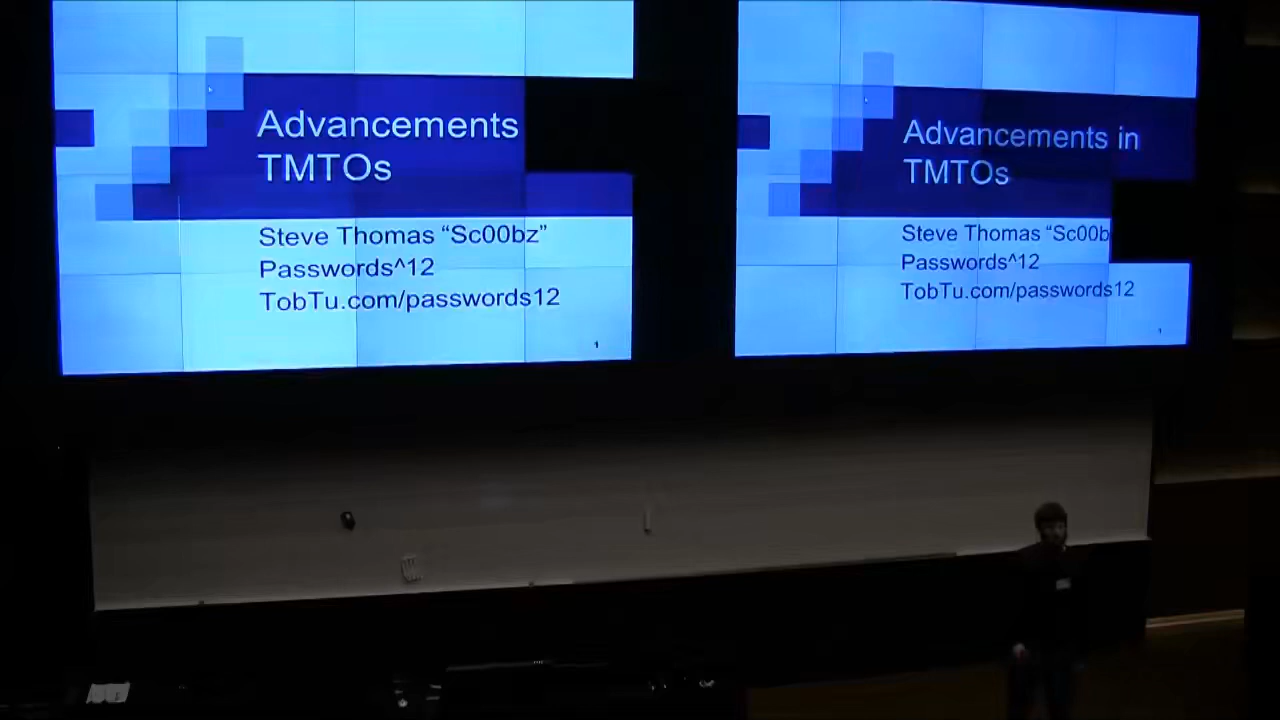 Advancements
TMTOs
Steve Thomas “Sc00bz”
Passwords^12
TobTu.com/passwords12
1
Advancements in
TMTOs
Steve Thomas “Sc00b
Passwords^12
TobTu.com/passwords12
1